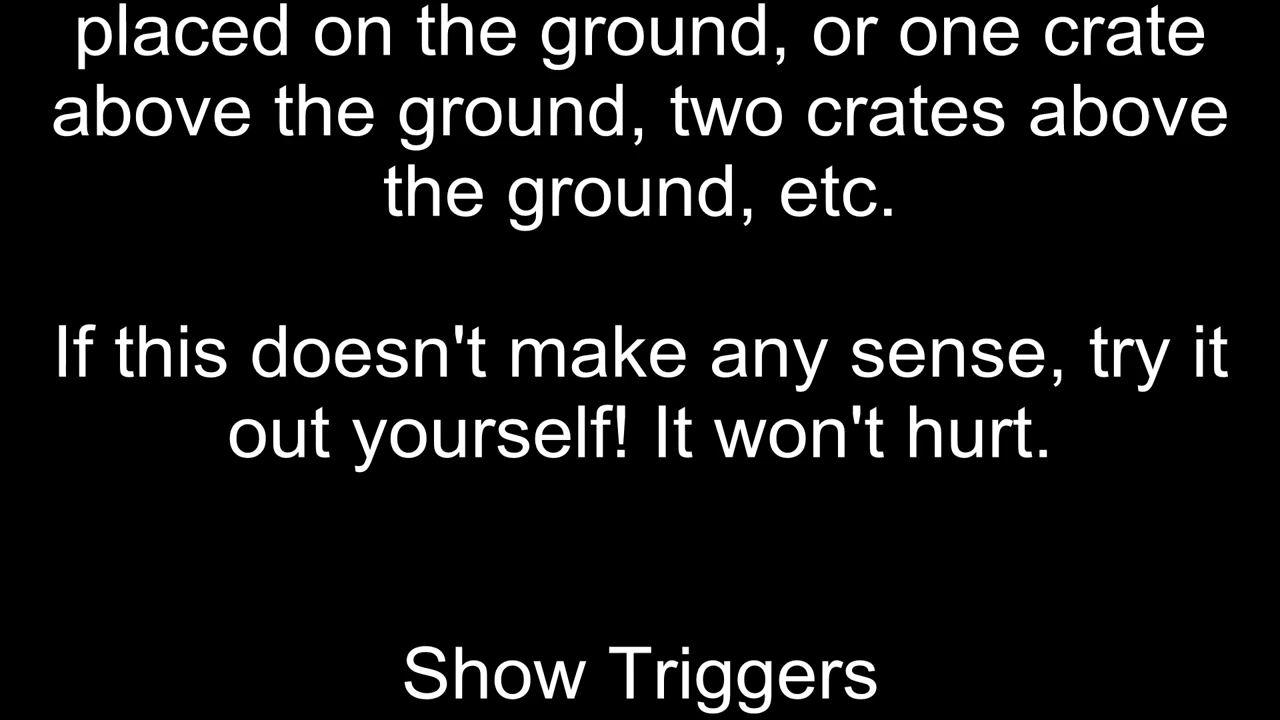 placed on the ground, or one crate
above the ground, two crates above
the ground, etc.
If this doesn't make any sense, try it
out yourself! It won't hurt.
Show Triggers